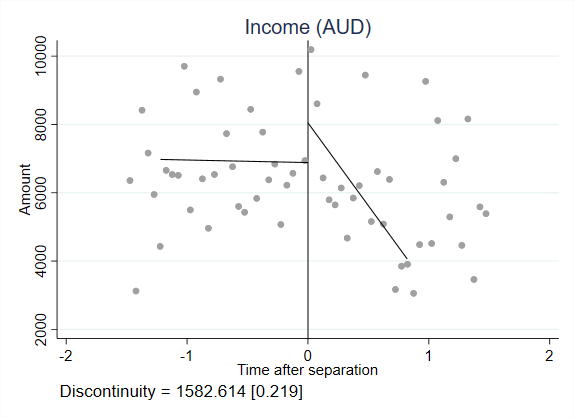 Income (AUD)
10000
8000
6000
4000
2000
Amount
-2 -1 0 1 2
Time after separation
Discontinuity = 1582.614 [0.219]